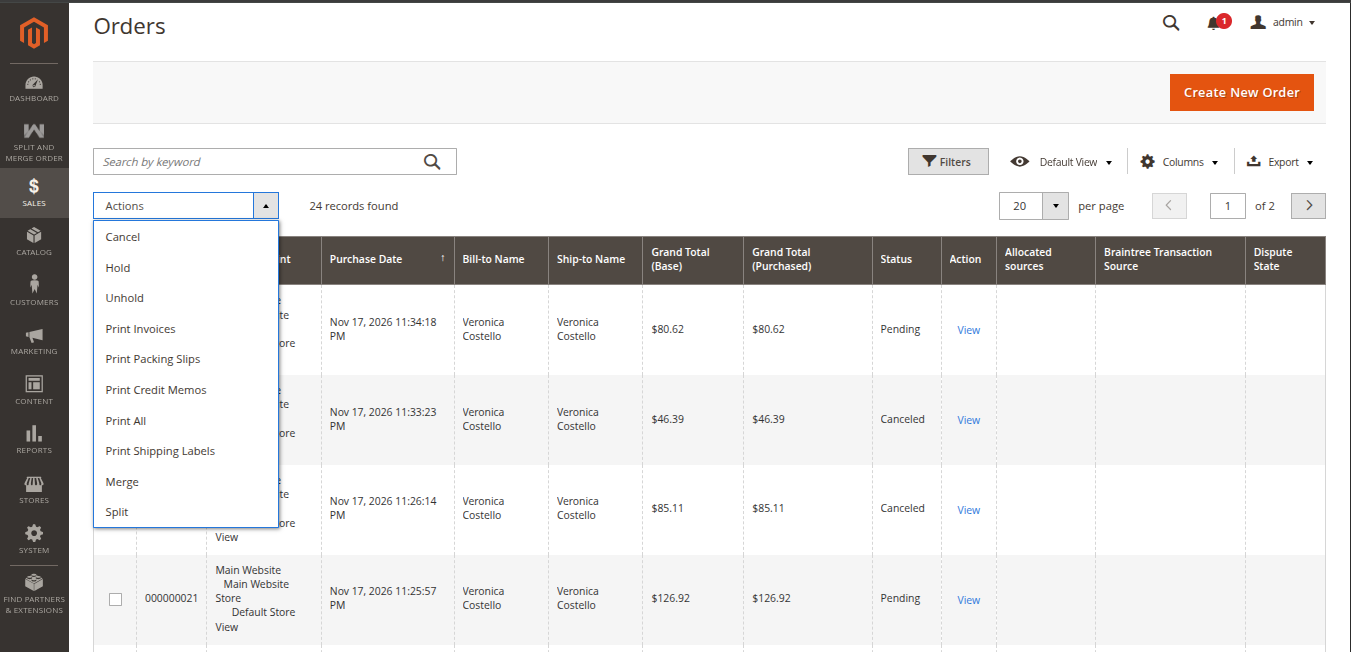 Orders
1
admin
Create New Order
DASHBOARD
SPLIT AND
MERGE ORDER
SALES
CATALOG
CUSTOMERS
MARKETING
CONTENT
REPORTS
STORES
SYSTEM
FIND PARTNERS
& EXTENSIONS
Search by keyword
Filters
Default View
Columns
Export
Actions
24 records found
20
per page
1
of 2
Cancel
Hold
Unhold
Print Invoices
Print Packing Slips
Print Credit Memos
Print All
Print Shipping Labels
Merge
Split
nt
Purchase Date ↑
Bill-to Name
Ship-to Name
Grand Total
(Base)
Grand Total
(Purchased)
Status
Action
Allocated
sources
Braintree Transaction
Source
Dispute
State
e
te
ore
Nov 17, 2026 11:34:18
PM
Veronica
Costello
Veronica
Costello
$80.62
$80.62
Pending
View
e
te
ore
Nov 17, 2026 11:33:23
PM
Veronica
Costello
Veronica
Costello
$46.39
$46.39
Canceled
View
e
te
ore
View
Nov 17, 2026 11:26:14
PM
Veronica
Costello
Veronica
Costello
$85.11
$85.11
Canceled
View
000000021
Main Website
Main Website
Store
Default Store
View
Nov 17, 2026 11:25:57
PM
Veronica
Costello
Veronica
Costello
$126.92
$126.92
Pending
View